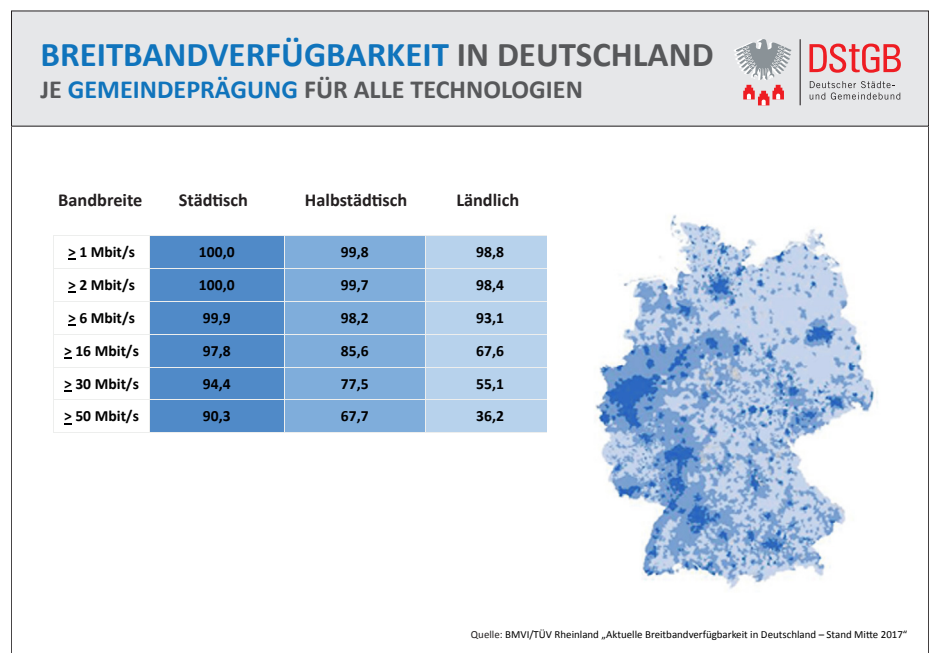 BREITBANDVERFÜGBARKEIT IN DEUTSCHLAND
JE GEMEINDEPRÄGUNG FÜR ALLE TECHNOLOGIEN
DStGB
Deutscher Städte-
und Gemeindebund
Bandbreite Städtisch Halbstädtisch Ländlich
≥ 1 Mbit/s 100,0 99,8 98,8
≥ 2 Mbit/s 100,0 99,7 98,4
≥ 6 Mbit/s 99,9 98,2 93,1
≥ 16 Mbit/s 97,8 85,6 67,6
≥ 30 Mbit/s 94,4 77,5 55,1
≥ 50 Mbit/s 90,3 67,7 36,2
Quelle: BMVI/TÜV Rheinland „Aktuelle Breitbandverfügbarkeit in Deutschland – Stand Mitte 2017“